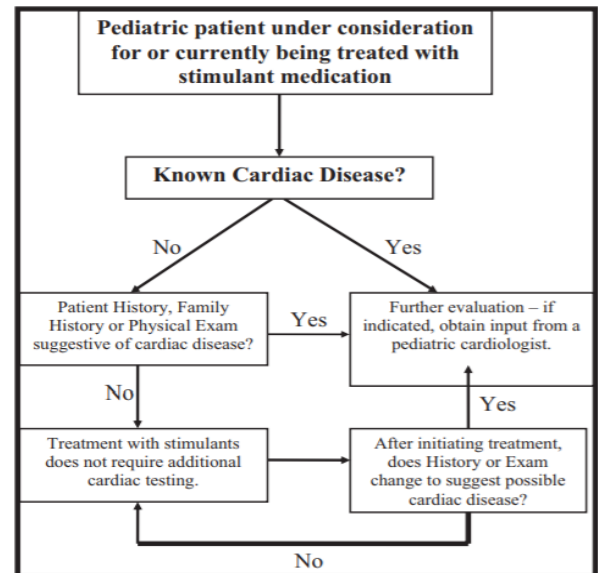 Pediatric patient under consideration
for or currently being treated with
stimulant medication
Known Cardiac Disease?
No
Yes
Patient History, Family
History or Physical Exam
suggestive of cardiac disease?
Yes
Further evaluation – if
indicated, obtain input from a
pediatric cardiologist.
No
Yes
Treatment with stimulants
does not require additional
cardiac testing.
After initiating treatment,
does History or Exam
change to suggest possible
cardiac disease?
No